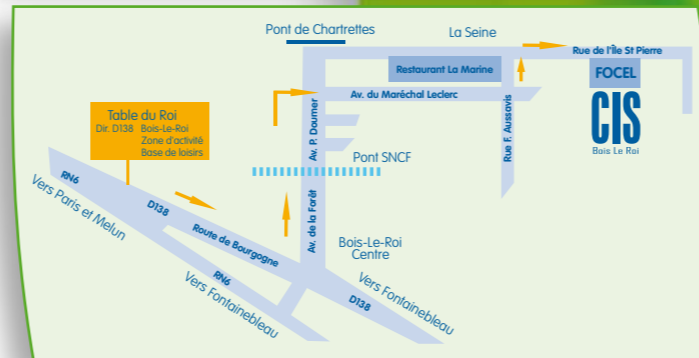 Pont de Chartrettes
La Seine
Rue de l'Île St Pierre
Restaurant La Marine
FOCEL
CIS
Bois Le Roi
Av. du Maréchal Leclerc
Table du Roi
Dir. D138 Bois-Le-Roi
Zone d'activité
Base de loisirs
Av. P. Doumer
Rue F. Aussavis
Pont SNCF
RN6
Vers Paris et Melun
D138
Route de Bourgogne
Av. de la Forêt
Bois-Le-Roi
Centre
RN6
Vers Fontainebleau
D138
Vers Fontainebleau